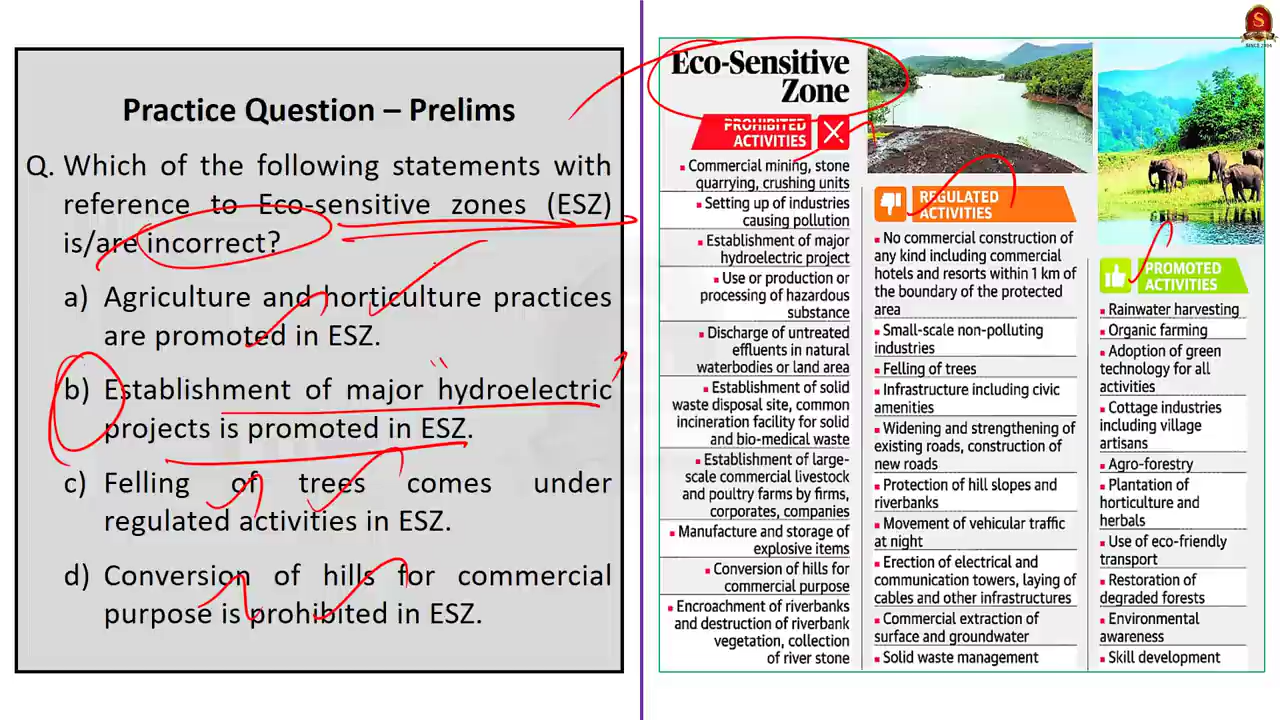 Practice Question – Prelims
Q. Which of the following statements with
reference to Eco-sensitive zones (ESZ)
is/are incorrect?
a) Agriculture and horticulture practices
are promoted in ESZ.
b) Establishment of major hydroelectric
projects is promoted in ESZ.
c) Felling of trees comes under
regulated activities in ESZ.
d) Conversion of hills for commercial
purpose is prohibited in ESZ.
Eco-Sensitive
Zone
PROHIBITED
ACTIVITIES
▪ Commercial mining, stone
quarrying, crushing units
▪ Setting up of industries
causing pollution
▪ Establishment of major
hydroelectric project
▪ Use or production or
processing of hazardous
substance
▪ Discharge of untreated
effluents in natural
waterbodies or land area
▪ Establishment of solid
waste disposal site, common
incineration facility for solid
and bio-medical waste
▪ Establishment of large-
scale commercial livestock
and poultry farms by firms,
corporates, companies
▪ Manufacture and storage of
explosive items
▪ Conversion of hills for
commercial purpose
▪ Encroachment of riverbanks
and destruction of riverbank
vegetation, collection
of river stone
REGULATED
ACTIVITIES
▪ No commercial construction of
any kind including commercial
hotels and resorts within 1 km of
the boundary of the protected
area
▪ Small-scale non-polluting
industries
▪ Felling of trees
▪ Infrastructure including civic
amenities
▪ Widening and strengthening of
existing roads, construction of
new roads
▪ Protection of hill slopes and
riverbanks
▪ Movement of vehicular traffic
at night
▪ Erection of electrical and
communication towers, laying of
cables and other infrastructures
▪ Commercial extraction of
surface and groundwater
▪ Solid waste management
PROMOTED
ACTIVITIES
▪ Rainwater harvesting
▪ Organic farming
▪ Adoption of green
technology for all
activities
▪ Cottage industries
including village
artisans
▪ Agro-forestry
▪ Plantation of
horticulture and
herbals
▪ Use of eco-friendly
transport
▪ Restoration of
degraded forests
▪ Environmental
awareness
▪ Skill development
S
SINCE 2004